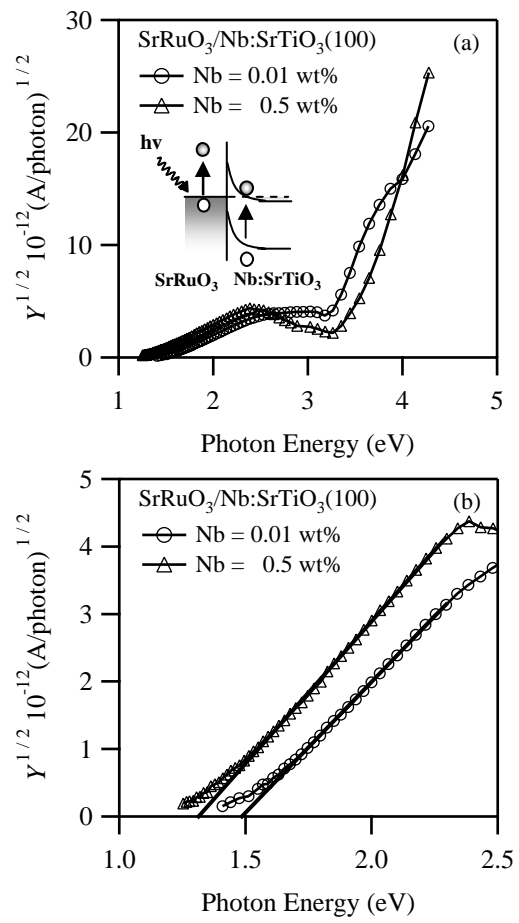 30
20
10
0
Y^{1/2} 10^{-12}(A/photon)^{1/2}
SrRuO₃/Nb:SrTiO₃(100)
(a)
Nb = 0.01 wt%
Nb = 0.5 wt%
hν
SrRuO₃
Nb:SrTiO₃
1 2 3 4 5
Photon Energy (eV)
5
4
3
2
1
0
Y^{1/2} 10^{-12}(A/photon)^{1/2}
SrRuO₃/Nb:SrTiO₃(100)
(b)
Nb = 0.01 wt%
Nb = 0.5 wt%
1.0 1.5 2.0 2.5
Photon Energy (eV)